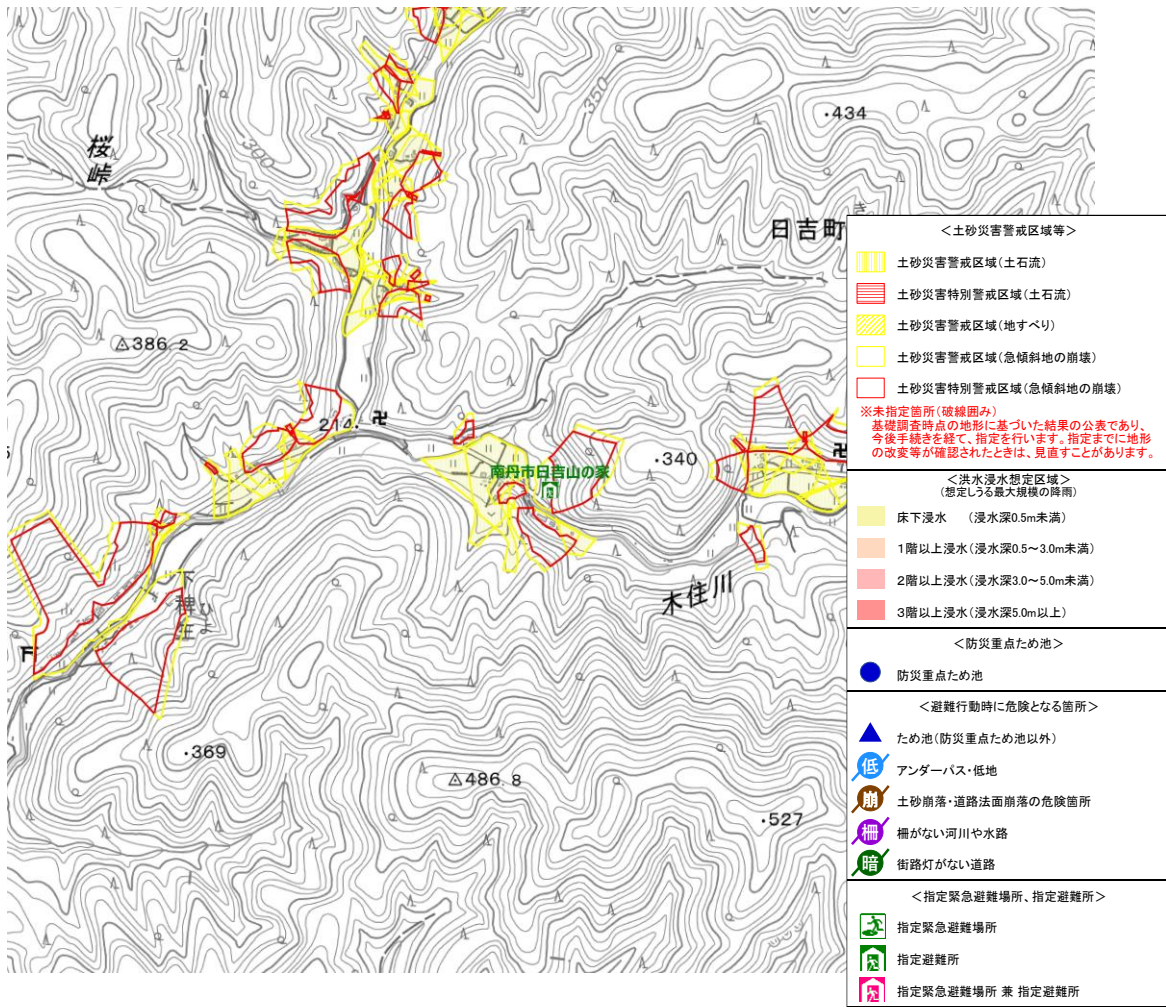 桜峠
300
350
・434
日吉町
き
△386.2
214.
卍
南丹市日吉山の家
・340
卍
木住川
下稗生
ひよ
・369
△486.8
・527
＜土砂災害警戒区域等＞
土砂災害警戒区域(土石流)
土砂災害特別警戒区域(土石流)
土砂災害警戒区域(地すべり)
土砂災害警戒区域(急傾斜地の崩壊)
土砂災害特別警戒区域(急傾斜地の崩壊)
※未指定箇所(破線囲み)
基礎調査時点の地形に基づいた結果の公表であり、
今後手続きを経て、指定を行います。指定までに地形
の改変等が確認されたときは、見直すことがあります。
＜洪水浸水想定区域＞
(想定しうる最大規模の降雨)
床下浸水　(浸水深0.5m未満)
1階以上浸水(浸水深0.5～3.0m未満)
2階以上浸水(浸水深3.0～5.0m未満)
3階以上浸水(浸水深5.0m以上)
＜防災重点ため池＞
防災重点ため池
＜避難行動時に危険となる箇所＞
ため池(防災重点ため池以外)
低 アンダーパス・低地
崩 土砂崩落・道路法面崩落の危険箇所
柵 柵がない河川や水路
暗 街路灯がない道路
＜指定緊急避難場所、指定避難所＞
指定緊急避難場所
指定避難所
指定緊急避難場所 兼 指定避難所